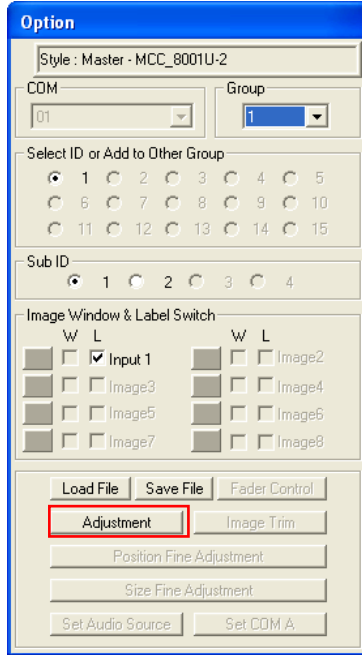 Option
Style : Master - MCC_8001U-2
COM Group
01 1
Select ID or Add to Other Group
1 2 3 4 5
6 7 8 9 10
11 12 13 14 15
Sub ID
1 2 3 4
Image Window & Label Switch
W L W L
Input 1 Image2
Image3 Image4
Image5 Image6
Image7 Image8
Load File Save File Fader Control
Adjustment Image Trim
Position Fine Adjustment
Size Fine Adjustment
Set Audio Source Set COM A